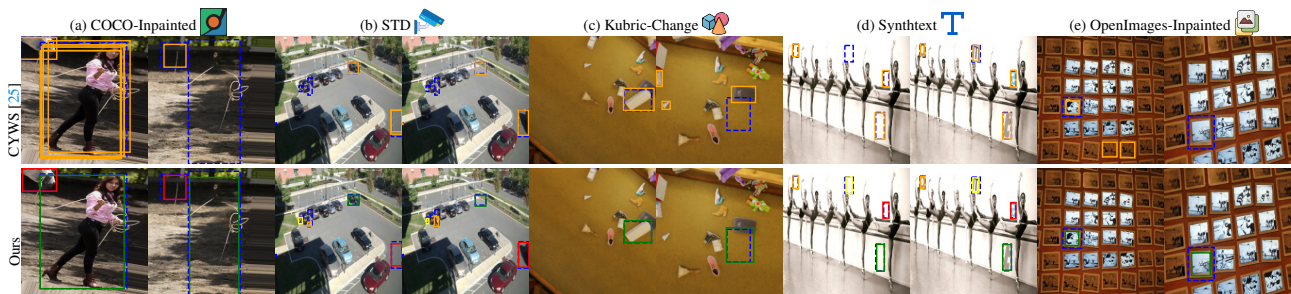 (a) COCO-Inpainted
(b) STD
(c) Kubric-Change
(d) Synthtext
T
(e) OpenImages-Inpainted
CYWS [25]
Ours